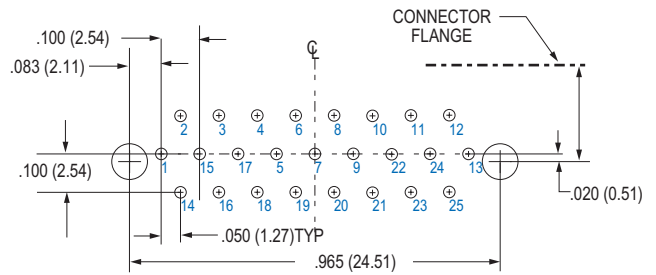 CONNECTOR
FLANGE
.100 (2.54)
℄
.083 (2.11)
2 3 4 6 8 10 11 12
1 15 17 5 7 9 22 24 13
.100 (2.54)
14 16 18 19 20 21 23 25
.020 (0.51)
.050 (1.27)TYP
.965 (24.51)